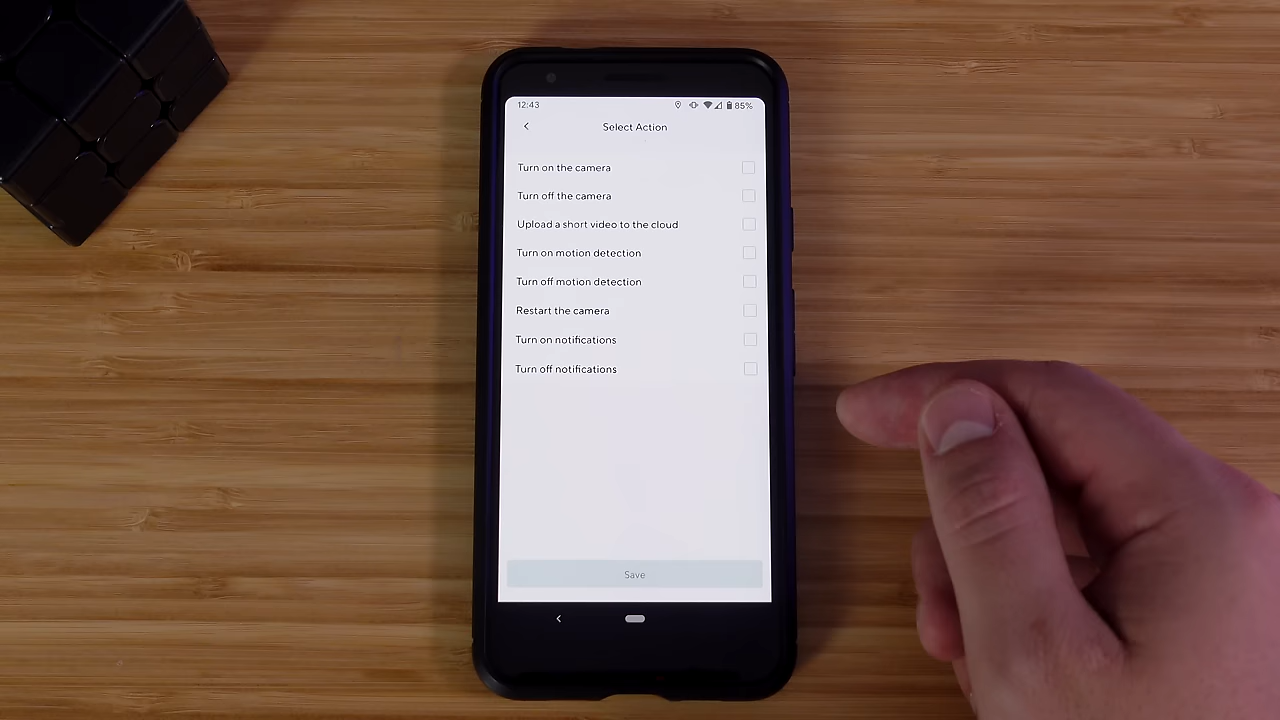 12:43 85%
Select Action
Turn on the camera
Turn off the camera
Upload a short video to the cloud
Turn on motion detection
Turn off motion detection
Restart the camera
Turn on notifications
Turn off notifications
Save